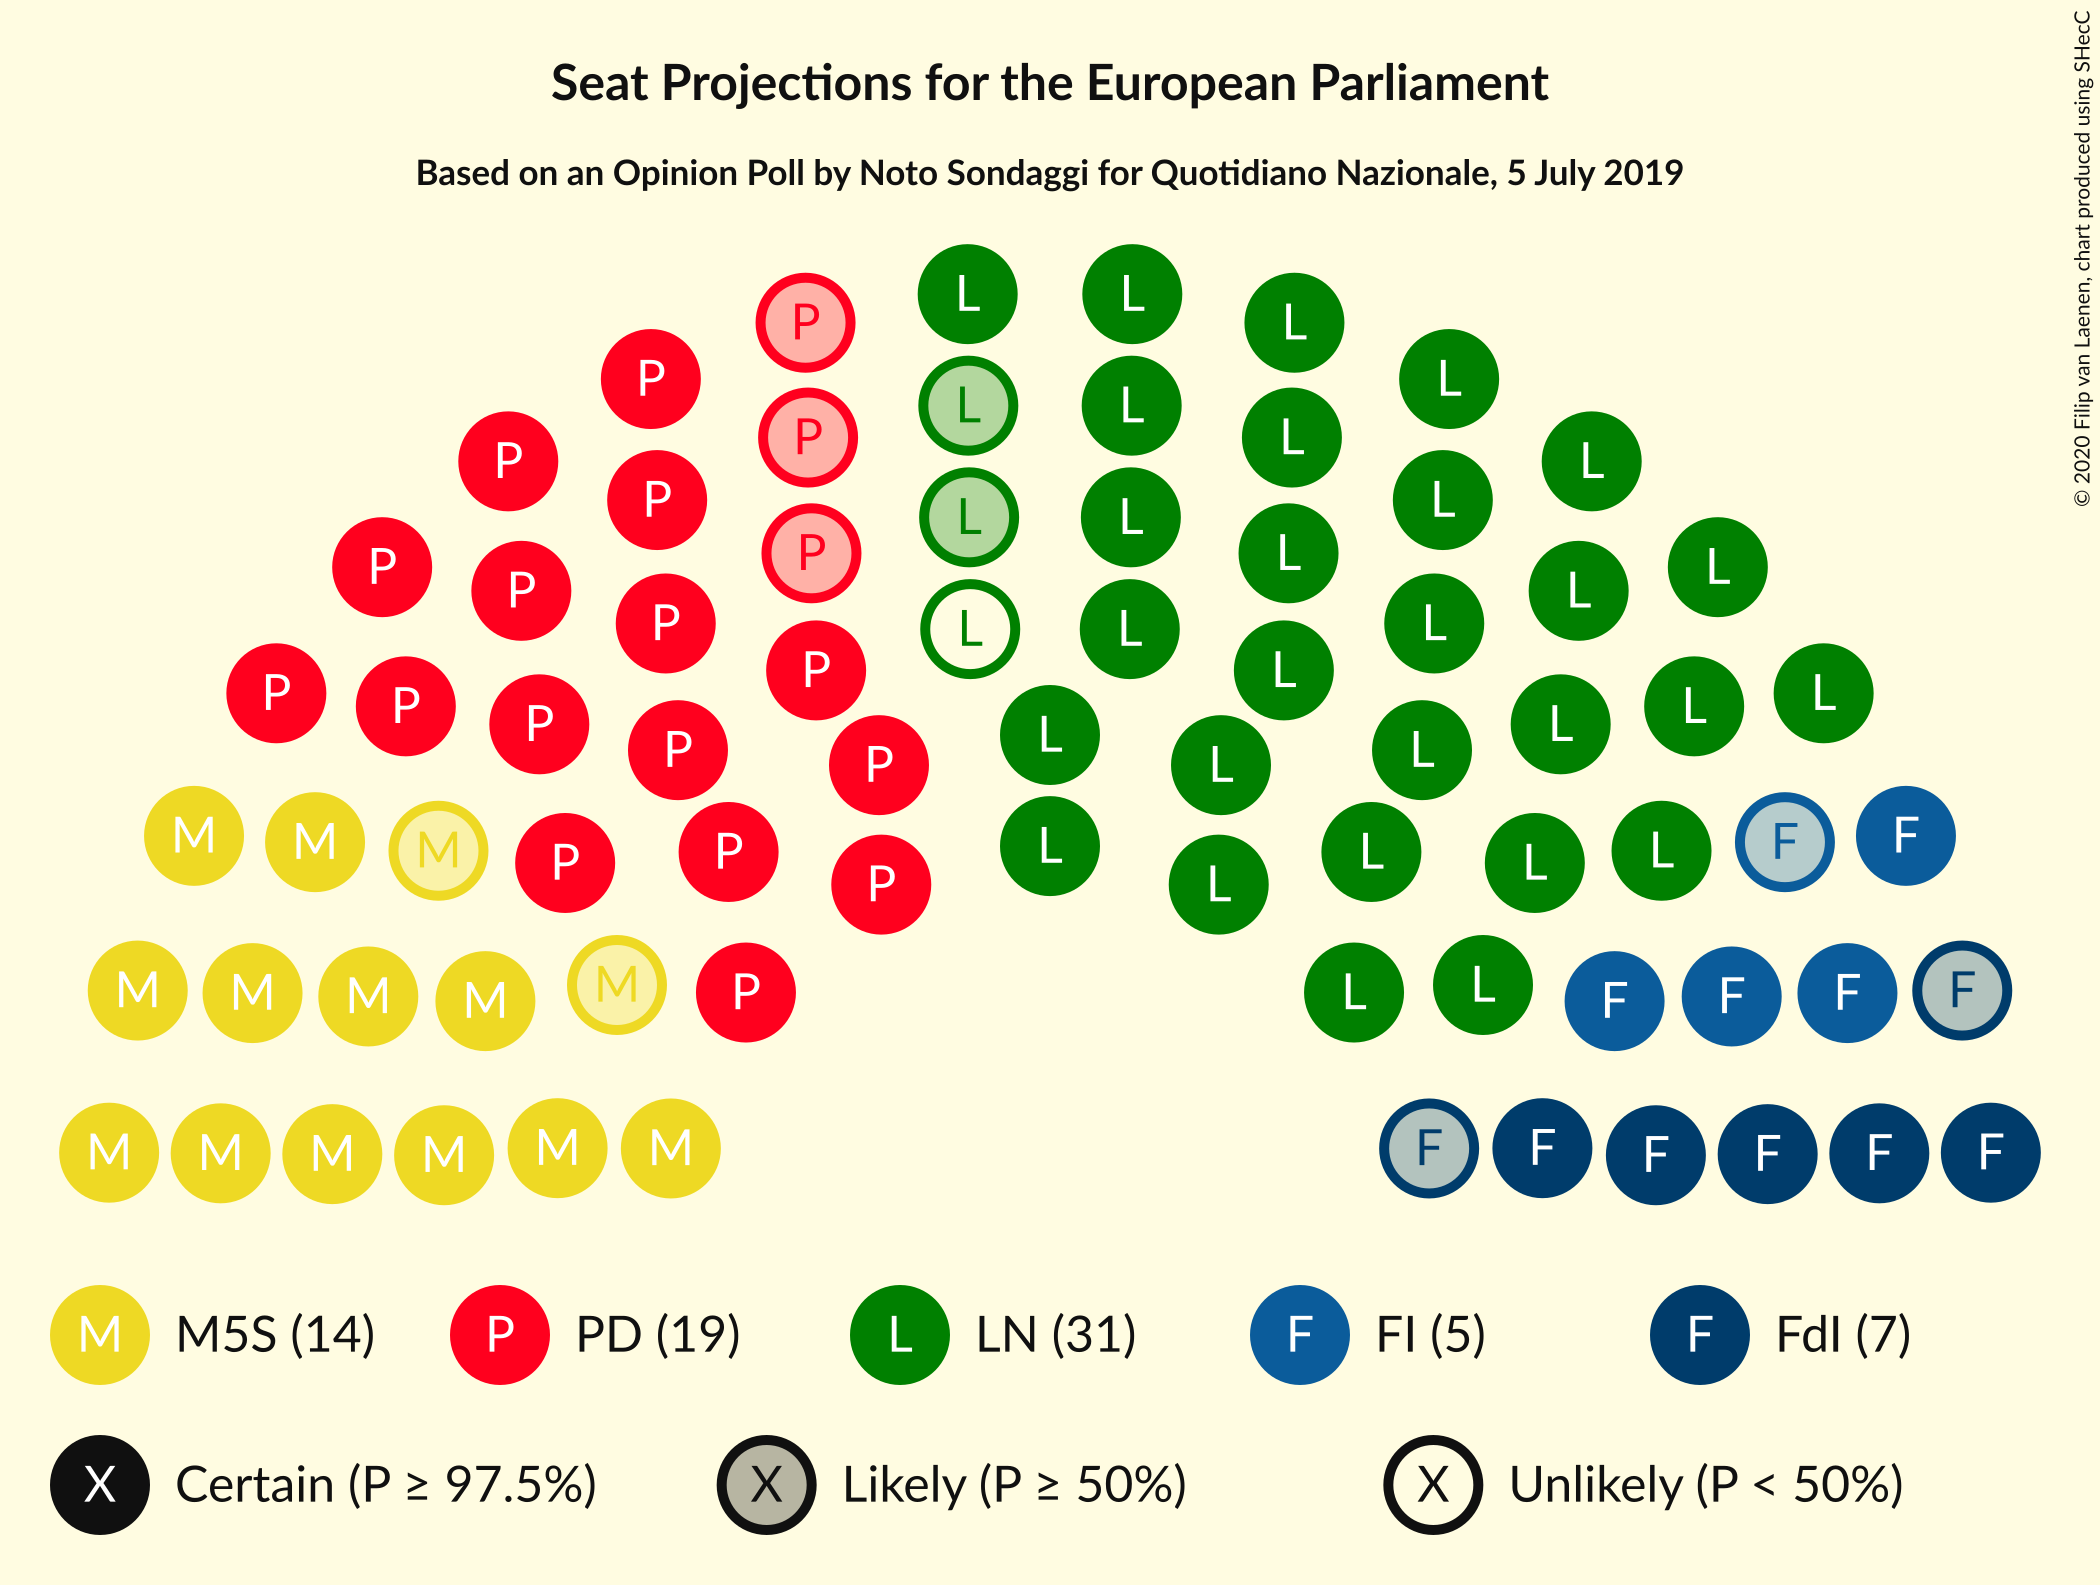 Seat Projections for the European Parliament
Based on an Opinion Poll by Noto Sondaggi for Quotidiano Nazionale, 5 July 2019
© 2020 Filip van Laenen, chart produced using SHecC
L L
P L
P L
L L
P L
P L
P L
P L
L L
P L
P L
P L
P L
L L
P L
P L
P L
P P L L
P L
P L
L
P L
P L
M M M P P P L L L L L F F
M M M M M P L L F F F F
M M M M M M F F F F F F
M M5S (14) P PD (19) L LN (31) F FI (5) F FdI (7)
X Certain (P ≥ 97.5%) X Likely (P ≥ 50%) X Unlikely (P < 50%)